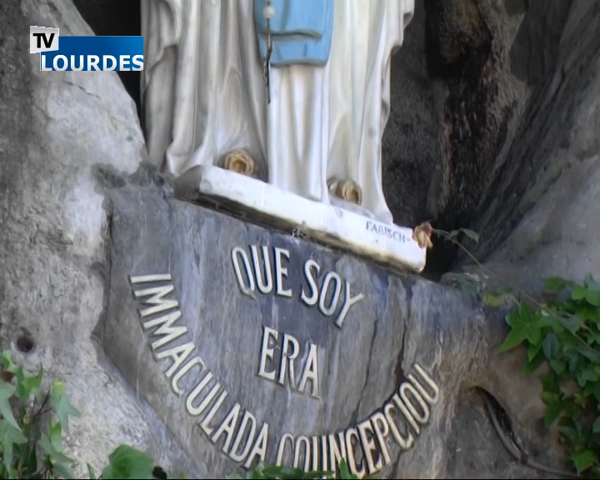 TV
LOURDES
FABISCH
QUE SOY
ERA
IMMACULADA COUNCEPCIOU